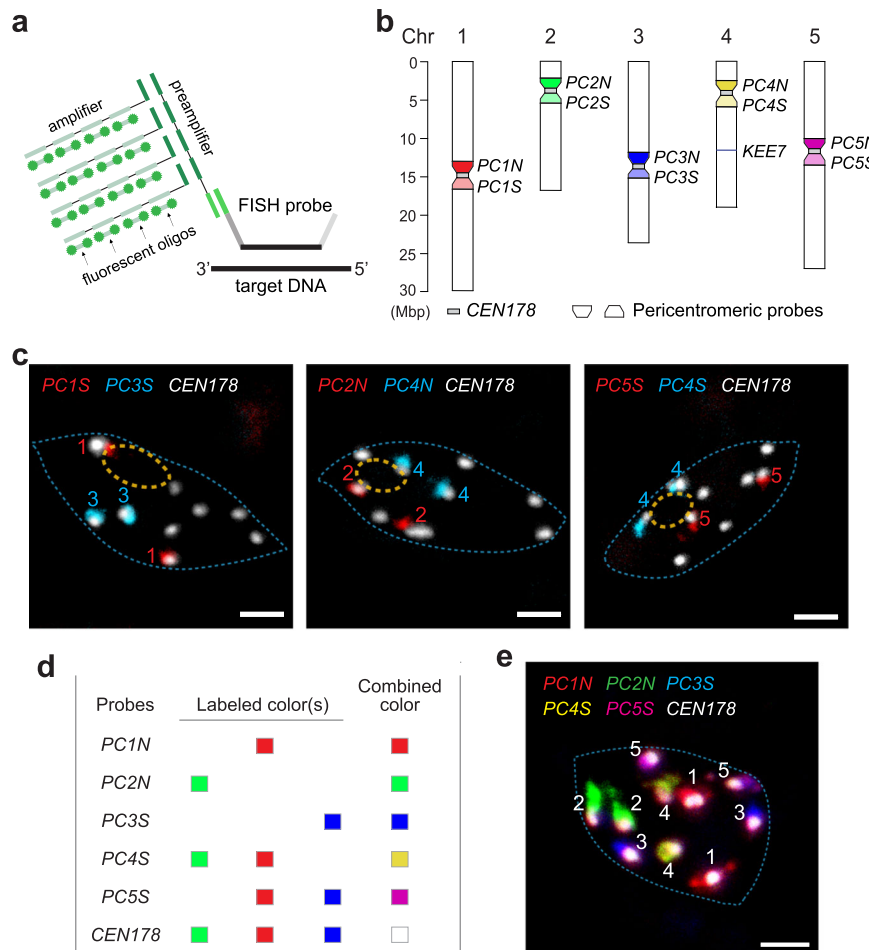 a
amplifier
preamplifier
FISH probe
fluorescent oligos
3’
5’
target DNA
b
Chr 1 2 3 4 5
0
5
10
15
20
25
30
(Mbp)
PC1N
PC1S
PC2N
PC2S
PC3N
PC3S
PC4N
PC4S
KEE7
PC5N
PC5S
CEN178
Pericentromeric probes
c
PC1S PC3S CEN178
1
3 3
1
PC2N PC4N CEN178
2 4
4
2
PC5S PC4S CEN178
4
5
4
5
d
Probes Labeled color(s) Combined color
PC1N
PC2N
PC3S
PC4S
PC5S
CEN178
e
PC1N PC2N PC3S
PC4S PC5S CEN178
5
1 5
2 2 4 3
3
4 1